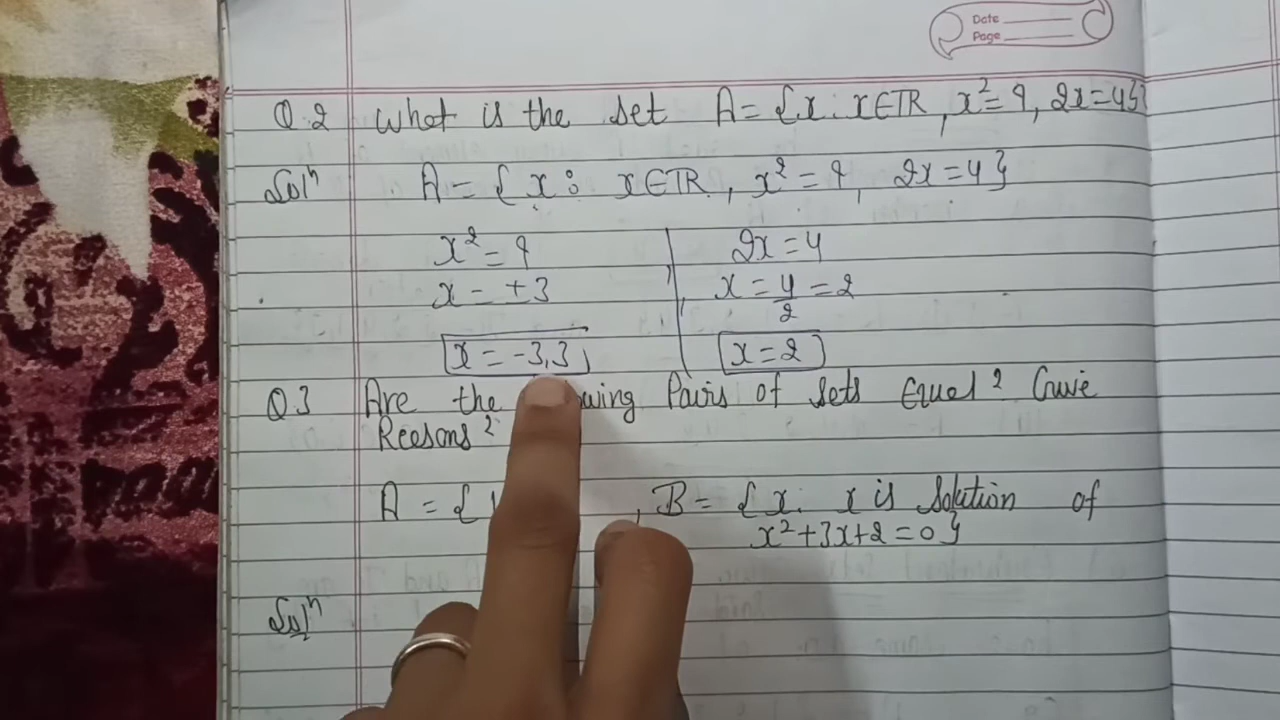 Date
Page
Q.2 What is the set A = {x. x∈R, x²=9, 2x=4}
Solⁿ A = { x : x∈R, x² = 9, 2x = 4 }
x² = 9 2x = 4
x = ±3 x = 4/2 = 2
x = -3,3 x = 2
Q 3 Are the Pairs of sets Equal ? Give
Reasons ?
A = { , B = { x. x is Solution of
x²+3x+2 = 0 }
Solⁿ